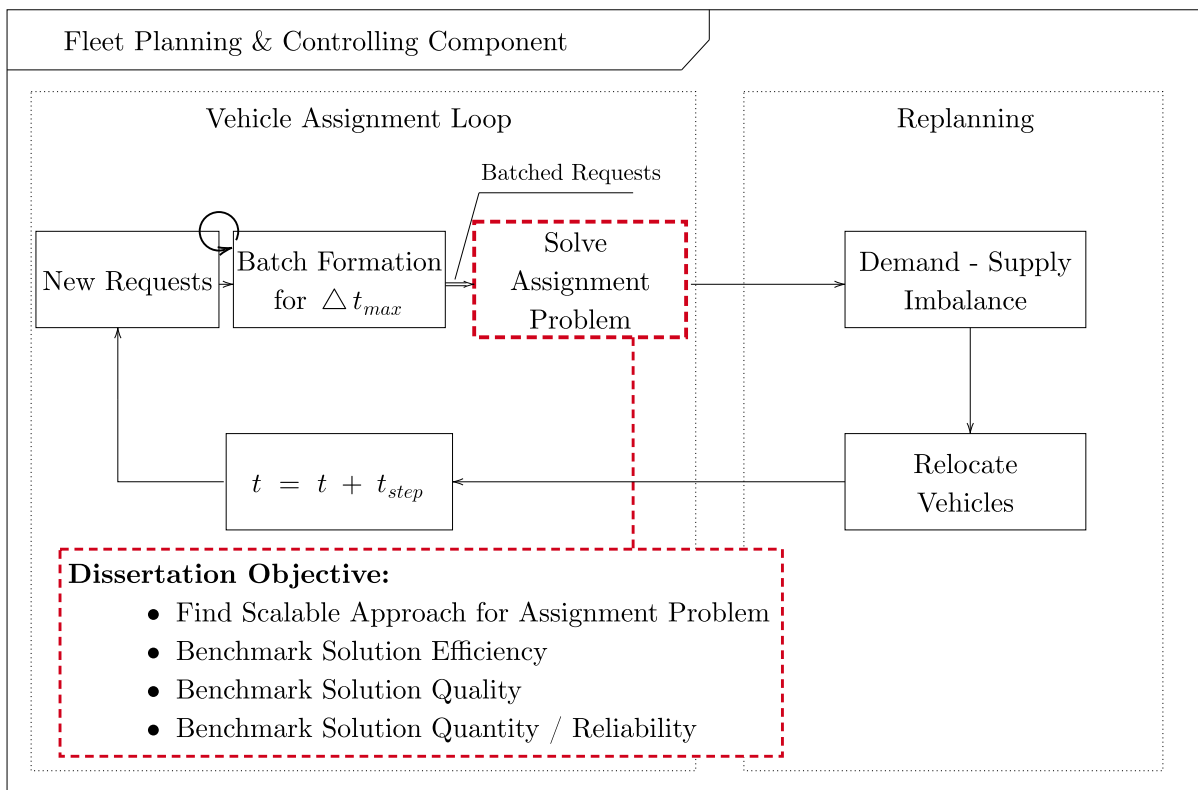 Fleet Planning & Controlling Component
Vehicle Assignment Loop
Replanning
Batched Requests
New Requests
Batch Formation
for △ t_max
Solve
Assignment
Problem
Demand - Supply
Imbalance
t = t + t_step
Relocate
Vehicles
Dissertation Objective:
• Find Scalable Approach for Assignment Problem
• Benchmark Solution Efficiency
• Benchmark Solution Quality
• Benchmark Solution Quantity / Reliability